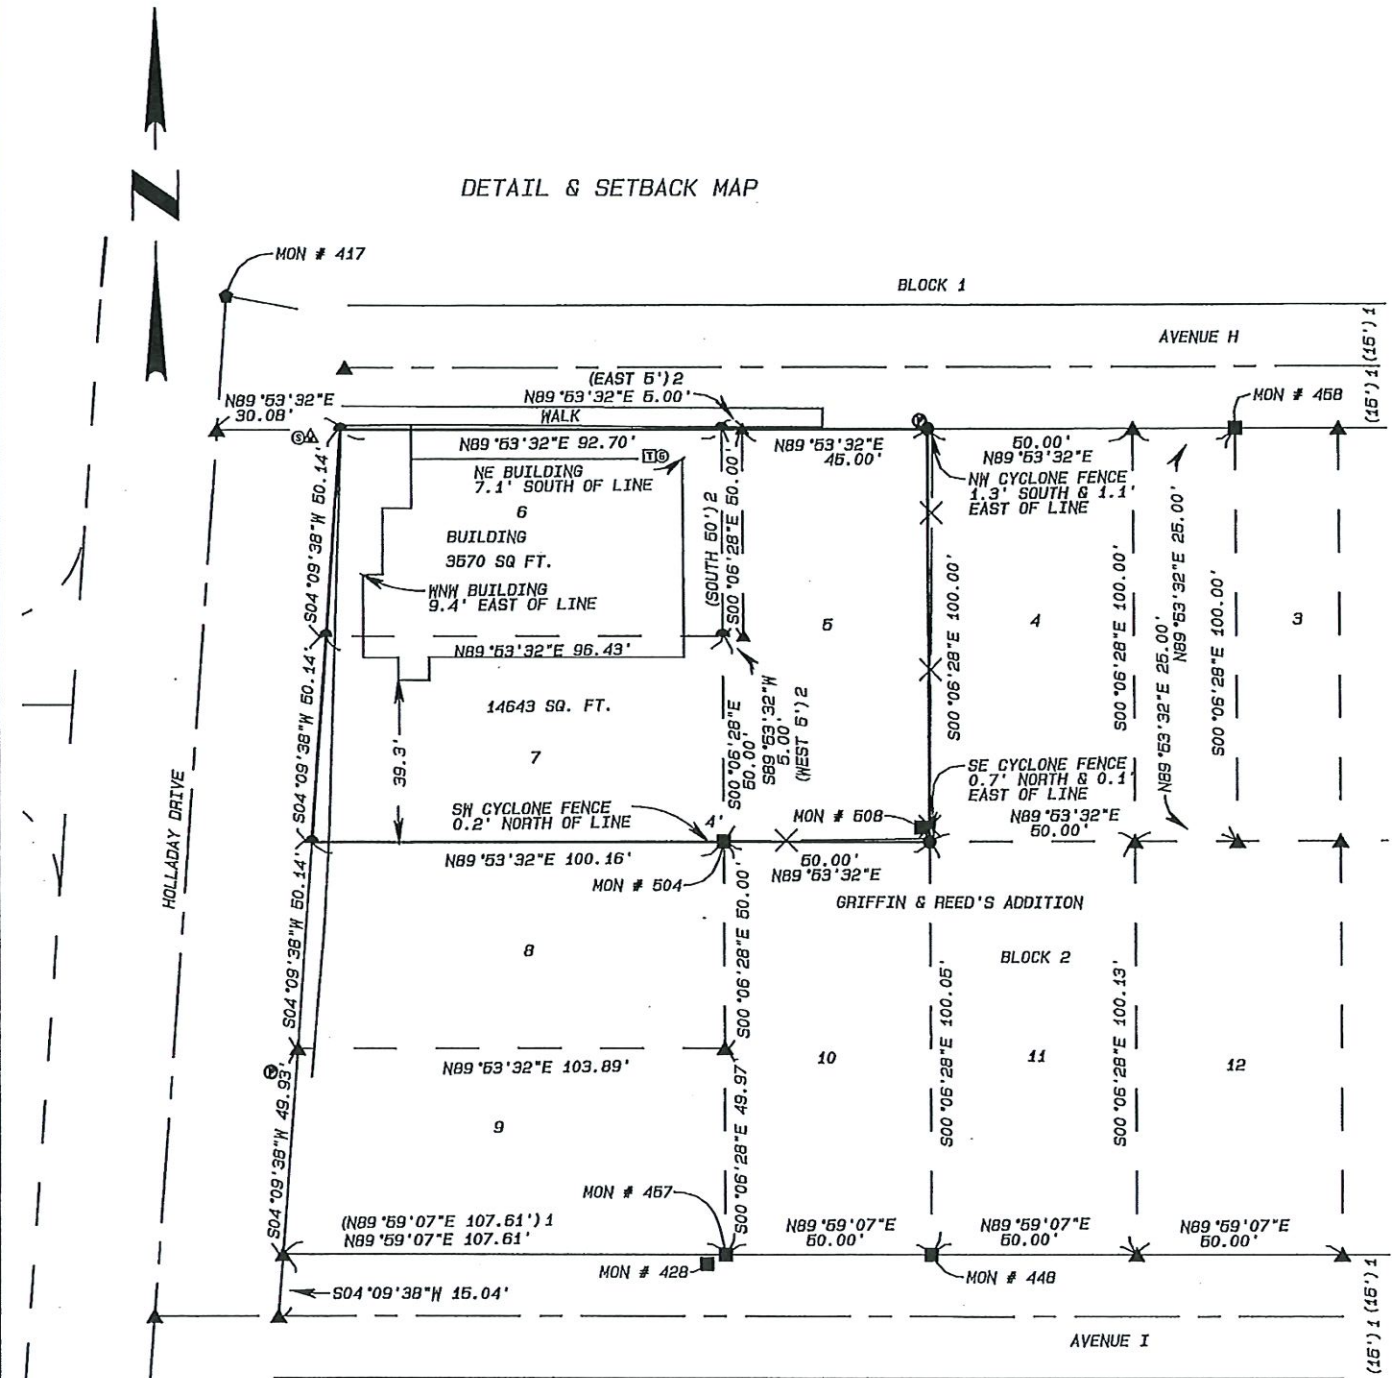 N
DETAIL & SETBACK MAP
MON # 417
BLOCK 1
AVENUE H
(15') 1 (15') 1
(EAST 5') 2
N89°53'32"E 5.00'
N89°53'32"E
30.08'
WALK
MON # 458
S
N89°53'32"E 92.70'
N89°53'32"E
45.00'
50.00'
N89°53'32"E
T G
NE BUILDING
7.1' SOUTH OF LINE
NW CYCLONE FENCE
1.3' SOUTH & 1.1'
EAST OF LINE
6
BUILDING
3570 SQ FT.
WNW BUILDING
9.4' EAST OF LINE
S04°09'38"W 50.14'
(SOUTH 50') 2
S00°06'28"E 50.00'
S00°06'28"E 100.00'
S00°06'28"E 100.00'
N89°53'32"E 25.00'
N89°53'32"E 25.00'
S00°06'28"E 100.00'
5
4
3
N89°53'32"E 96.43'
S04°09'38"W 50.14'
14643 SQ. FT.
39.3'
7
S00°06'28"E
50.00'
S89°53'32"W
5.00'
(WEST 5') 2
HOLLADAY DRIVE
SW CYCLONE FENCE
0.2' NORTH OF LINE
4'
MON # 508
SE CYCLONE FENCE
0.7' NORTH & 0.1'
EAST OF LINE
N89°53'32"E
50.00'
N89°53'32"E 100.16'
MON # 504
50.00'
N89°53'32"E
GRIFFIN & REED'S ADDITION
S04°09'38"W 50.14'
8
S00°06'28"E 50.00'
BLOCK 2
S00°06'28"E 100.05'
S00°06'28"E 100.13'
N89°53'32"E 103.89'
10
11
12
P
S04°09'38"W 49.93'
9
S00°06'28"E 49.97'
MON # 457
(N89°59'07"E 107.61') 1
N89°59'07"E 107.61'
N89°59'07"E
50.00'
N89°59'07"E
50.00'
N89°59'07"E
50.00'
MON # 428
MON # 448
S04°09'38"W 15.04'
AVENUE I
(15') 1 (15') 1